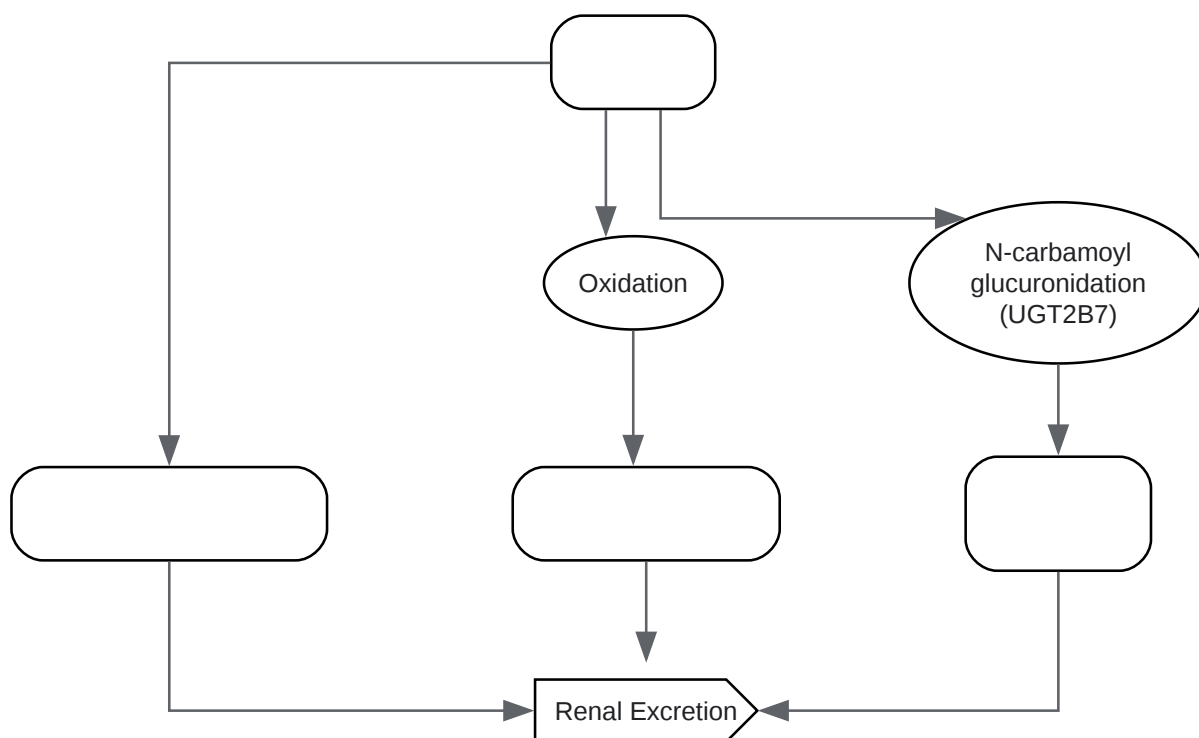 Oxidation
N-carbamoyl
glucuronidation
(UGT2B7)
Renal Excretion